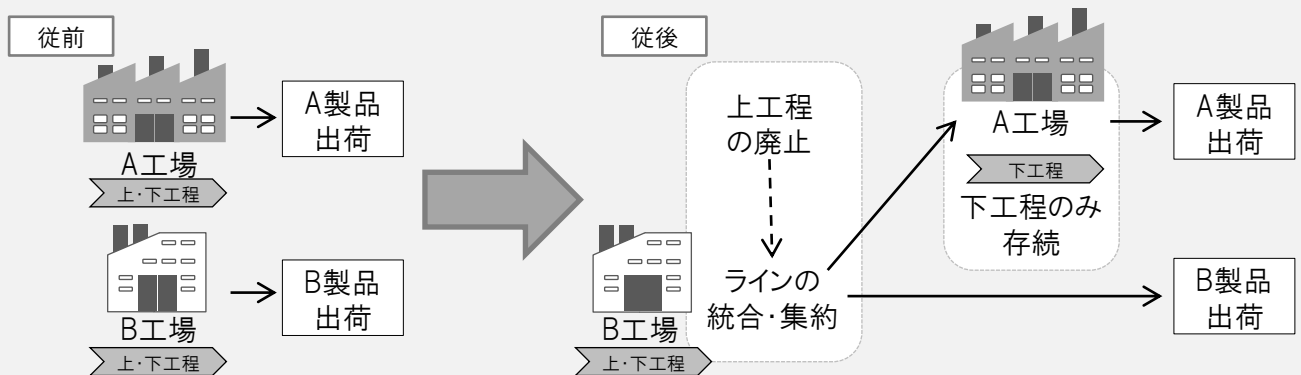 従前
A製品
出荷
A工場
上・下工程
B製品
出荷
B工場
上・下工程
従後
上工程
の廃止
ラインの
統合・集約
B工場
上・下工程
A工場
下工程
下工程のみ
存続
A製品
出荷
B製品
出荷